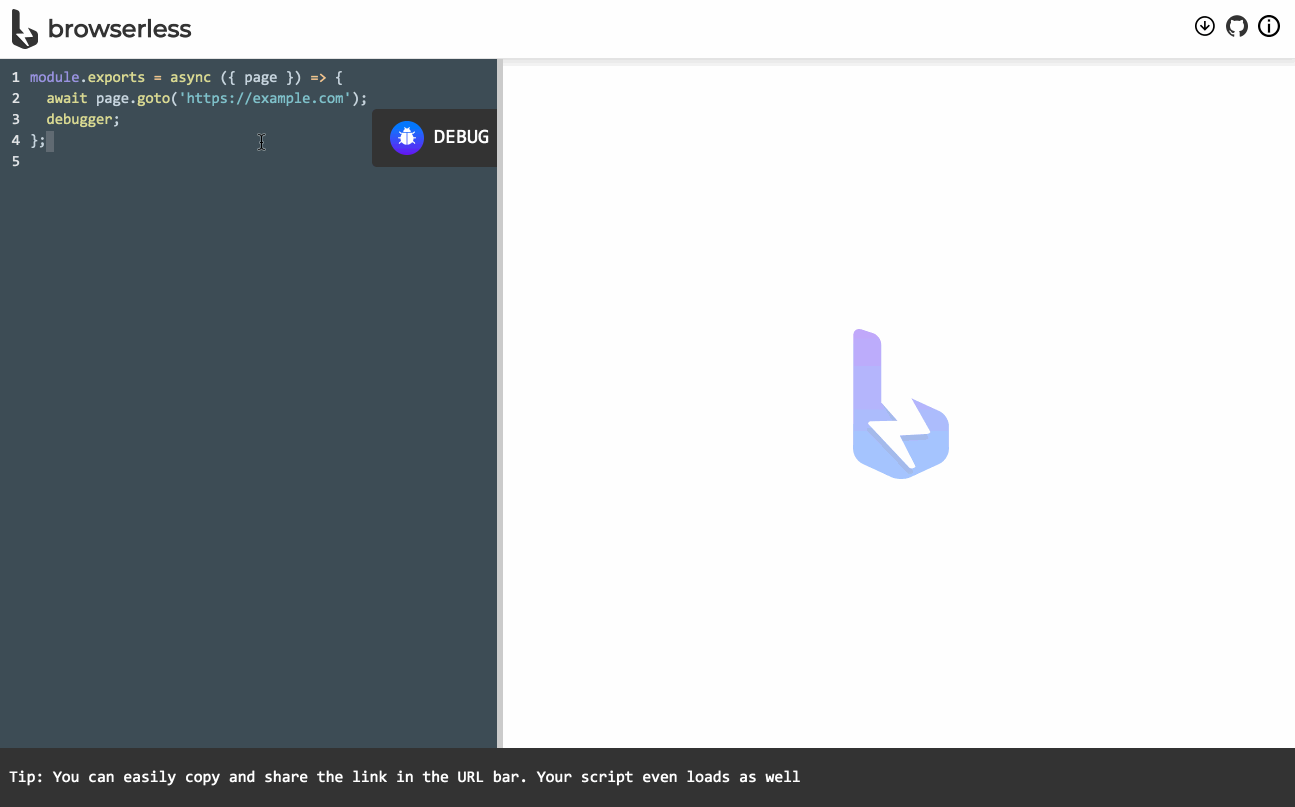 browserless
1 module.exports = async ({ page }) => {
2   await page.goto('https://example.com');
3   debugger;
4 };
5
DEBUG
Tip: You can easily copy and share the link in the URL bar. Your script even loads as well